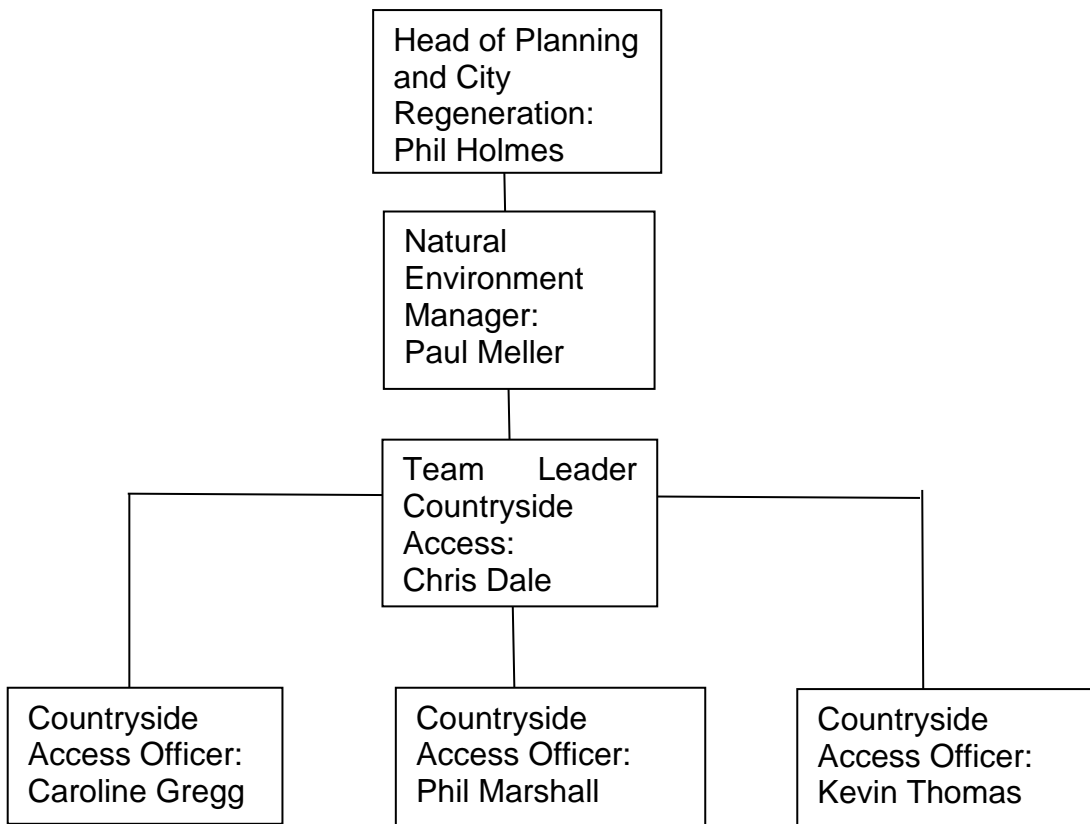 Head of Planning
and City
Regeneration:
Phil Holmes
Natural
Environment
Manager:
Paul Meller
Team Leader
Countryside
Access:
Chris Dale
Countryside
Access Officer:
Caroline Gregg
Countryside
Access Officer:
Phil Marshall
Countryside
Access Officer:
Kevin Thomas